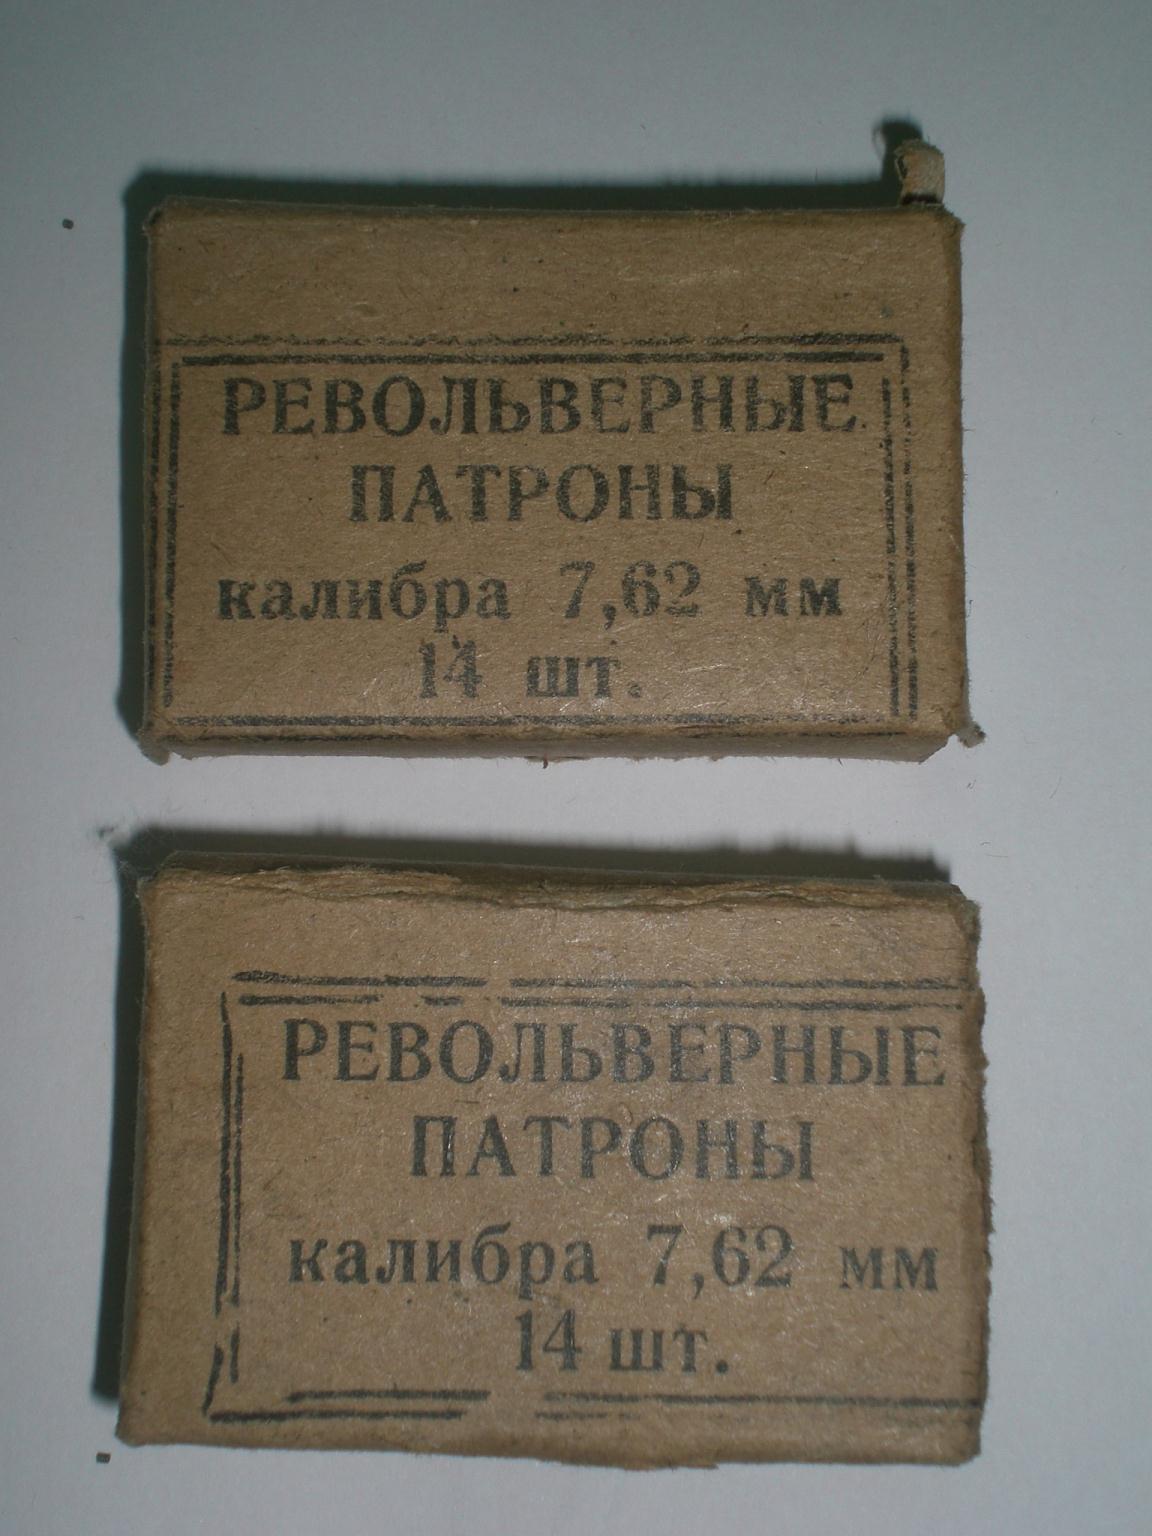 РЕВОЛЬВЕРНЫЕ
ПАТРОНЫ
калибра 7,62 мм
14 шт.
РЕВОЛЬВЕРНЫЕ
ПАТРОНЫ
калибра 7,62 мм
14 шт.